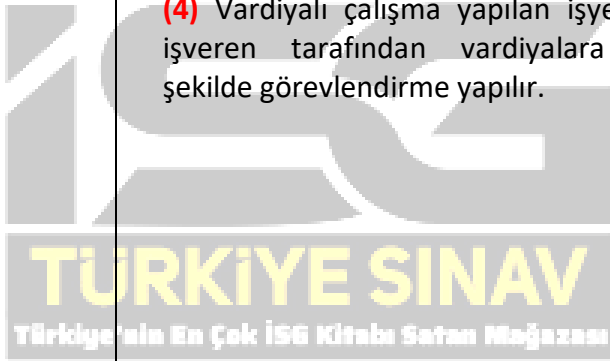 (4) Vardiyalı çalışma yapılan
işveren tarafından vardiyalara
şekilde görevlendirme yapılır.
İSG
TÜRKİYE SINAV
Türkiye'nin En Çok İSG Kitabı Satan Mağazası